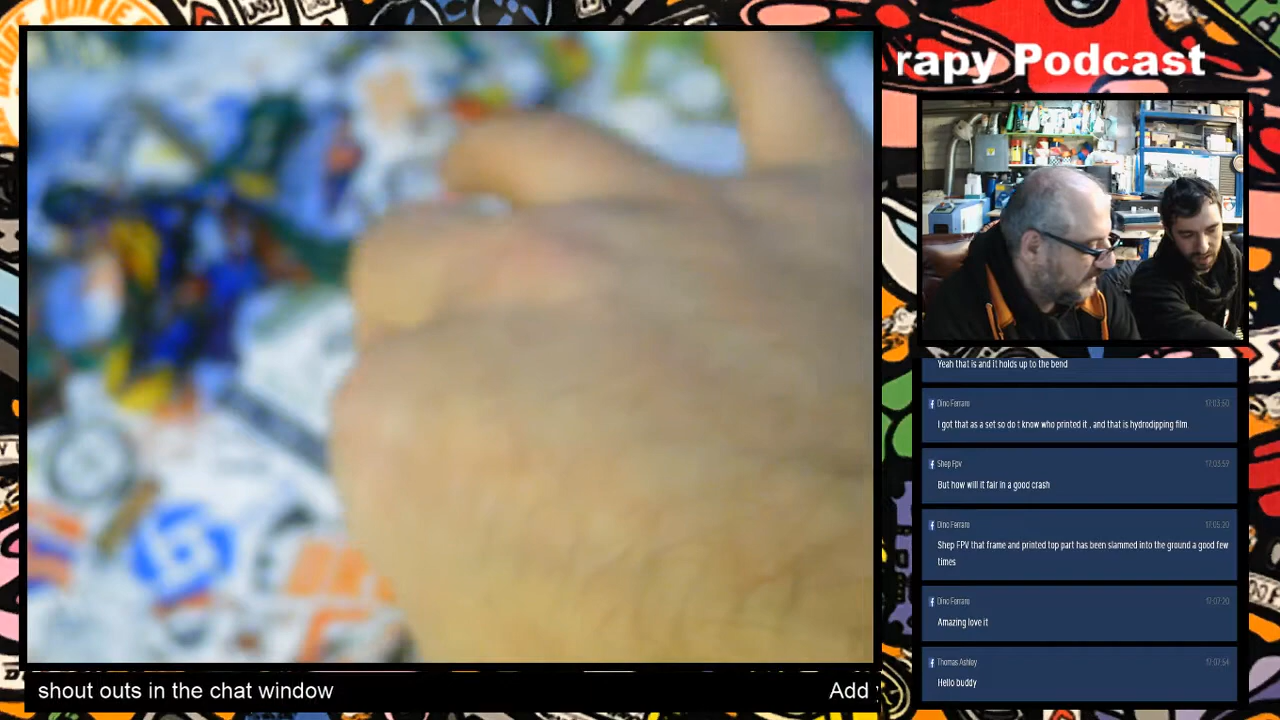 rapy Podcast
Yeah that is and it holds up to the bend
Dino Ferraro 17:03:50
I got that as a set so do t know who printed it , and that is hydrodipping film
Shep Fpv 17:03:59
But how will it fair in a good crash
Dino Ferraro 17:05:20
Shep FPV that frame and printed top part has been slammed into the ground a good few
times
Dino Ferraro 17:07:20
Amazing love it
Thomas Ashley 17:07:54
Hello buddy
shout outs in the chat window Add